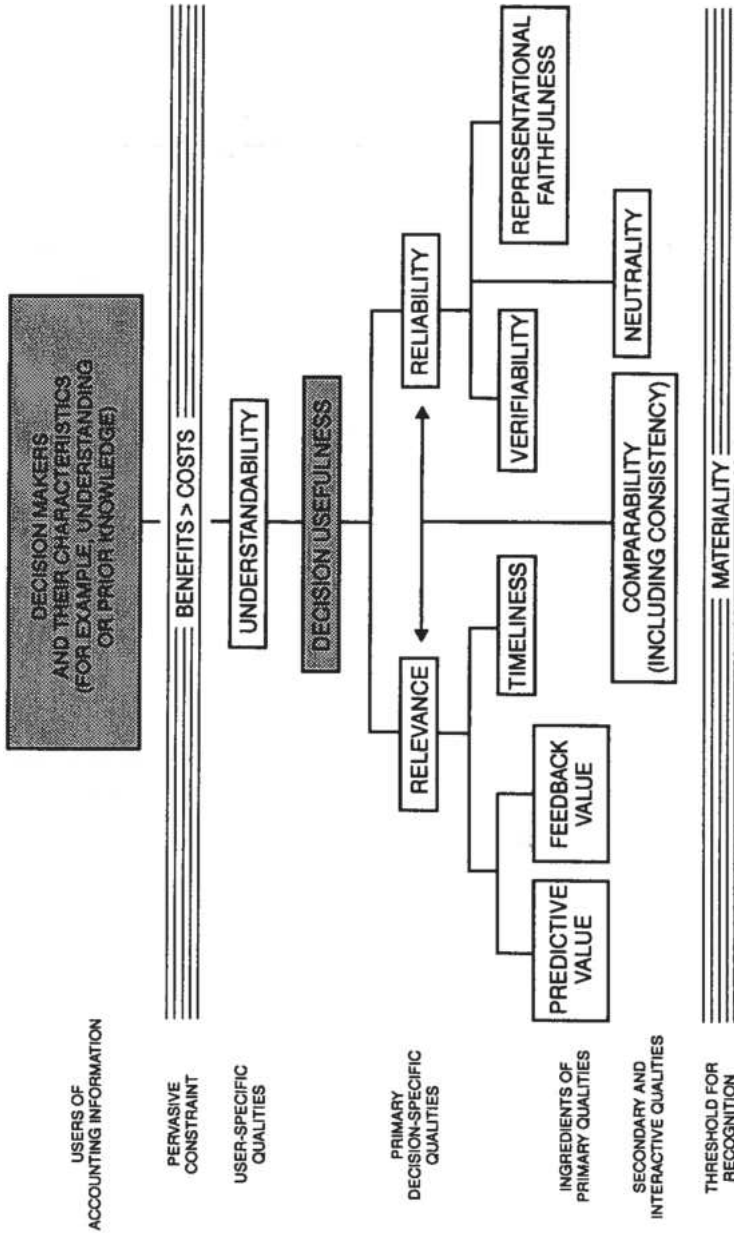 USERS OF
ACCOUNTING INFORMATION
DECISION MAKERS
AND THEIR CHARACTERISTICS
(FOR EXAMPLE, UNDERSTANDING
OR PRIOR KNOWLEDGE)
PERVASIVE
CONSTRAINT
BENEFITS > COSTS
USER-SPECIFIC
QUALITIES
UNDERSTANDABILITY
DECISION USEFULNESS
PRIMARY
DECISION-SPECIFIC
QUALITIES
RELEVANCE
RELIABILITY
INGREDIENTS OF
PRIMARY QUALITIES
PREDICTIVE
VALUE
FEEDBACK
VALUE
TIMELINESS
VERIFIABILITY
REPRESENTATIONAL
FAITHFULNESS
SECONDARY AND
INTERACTIVE QUALITIES
COMPARABILITY
(INCLUDING CONSISTENCY)
NEUTRALITY
THRESHOLD FOR
RECOGNITION
MATERIALITY